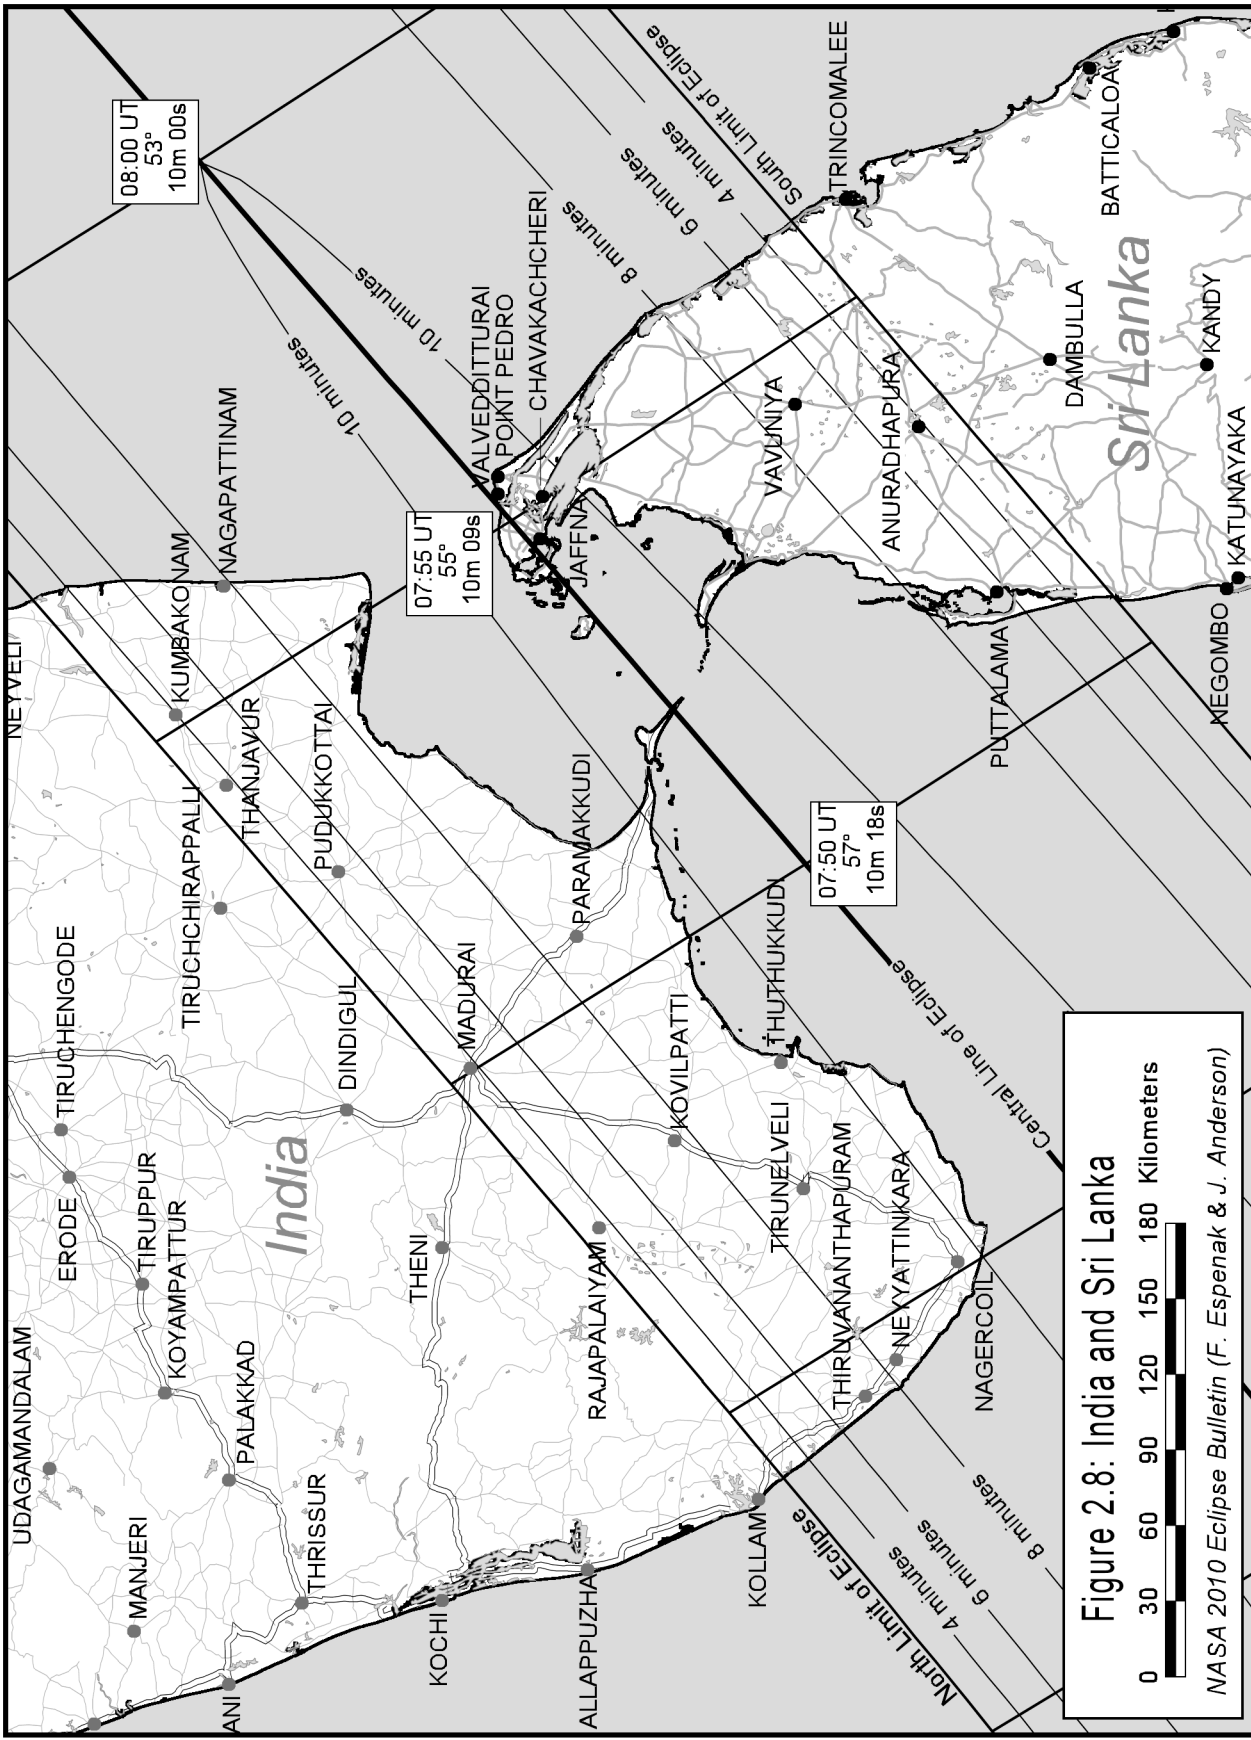 NEYVELI
KUMBAKONAM
NAGAPATTINAM
THANJAVUR
TIRUCHCHIRAPPALLI
PUDUKKOTTAI
TIRUCHENGODE
ERODE
TIRUPPUR
KOYAMPATTUR
UDAGAMANDALAM
PALAKKAD
MANJERI
THRISSUR
ANI
India
DINDIGUL
MADURAI
PARAMAKKUDI
THENI
KOCHI
ALLAPPUZHA
RAJAPALAIYAM
KOVILPATTI
THUTHUKKUDI
TIRUNELVELI
THIRUVANANTHAPURAM
NEYYATTINKARA
NAGERCOIL
KOLLAM
VALVEDDITTURAI
POINT PEDRO
CHAVAKACHCHERI
JAFFNA
TRINCOMALEE
BATTICALOA
VAVUNIYA
ANURADHAPURA
DAMBULLA
Sri Lanka
KANDY
PUTTALAMA
NEGOMBO
KATUNAYAKA
08:00 UT
53°
10m 00s
07:55 UT
55°
10m 09s
07:50 UT
57°
10m 18s
10 minutes
10 minutes
8 minutes
6 minutes
4 minutes
South Limit of Eclipse
Central Line of Eclipse
North Limit of Eclipse
4 minutes
6 minutes
8 minutes
Figure 2.8: India and Sri Lanka
0 30 60 90 120 150 180 Kilometers
NASA 2010 Eclipse Bulletin (F. Espenak & J. Anderson)